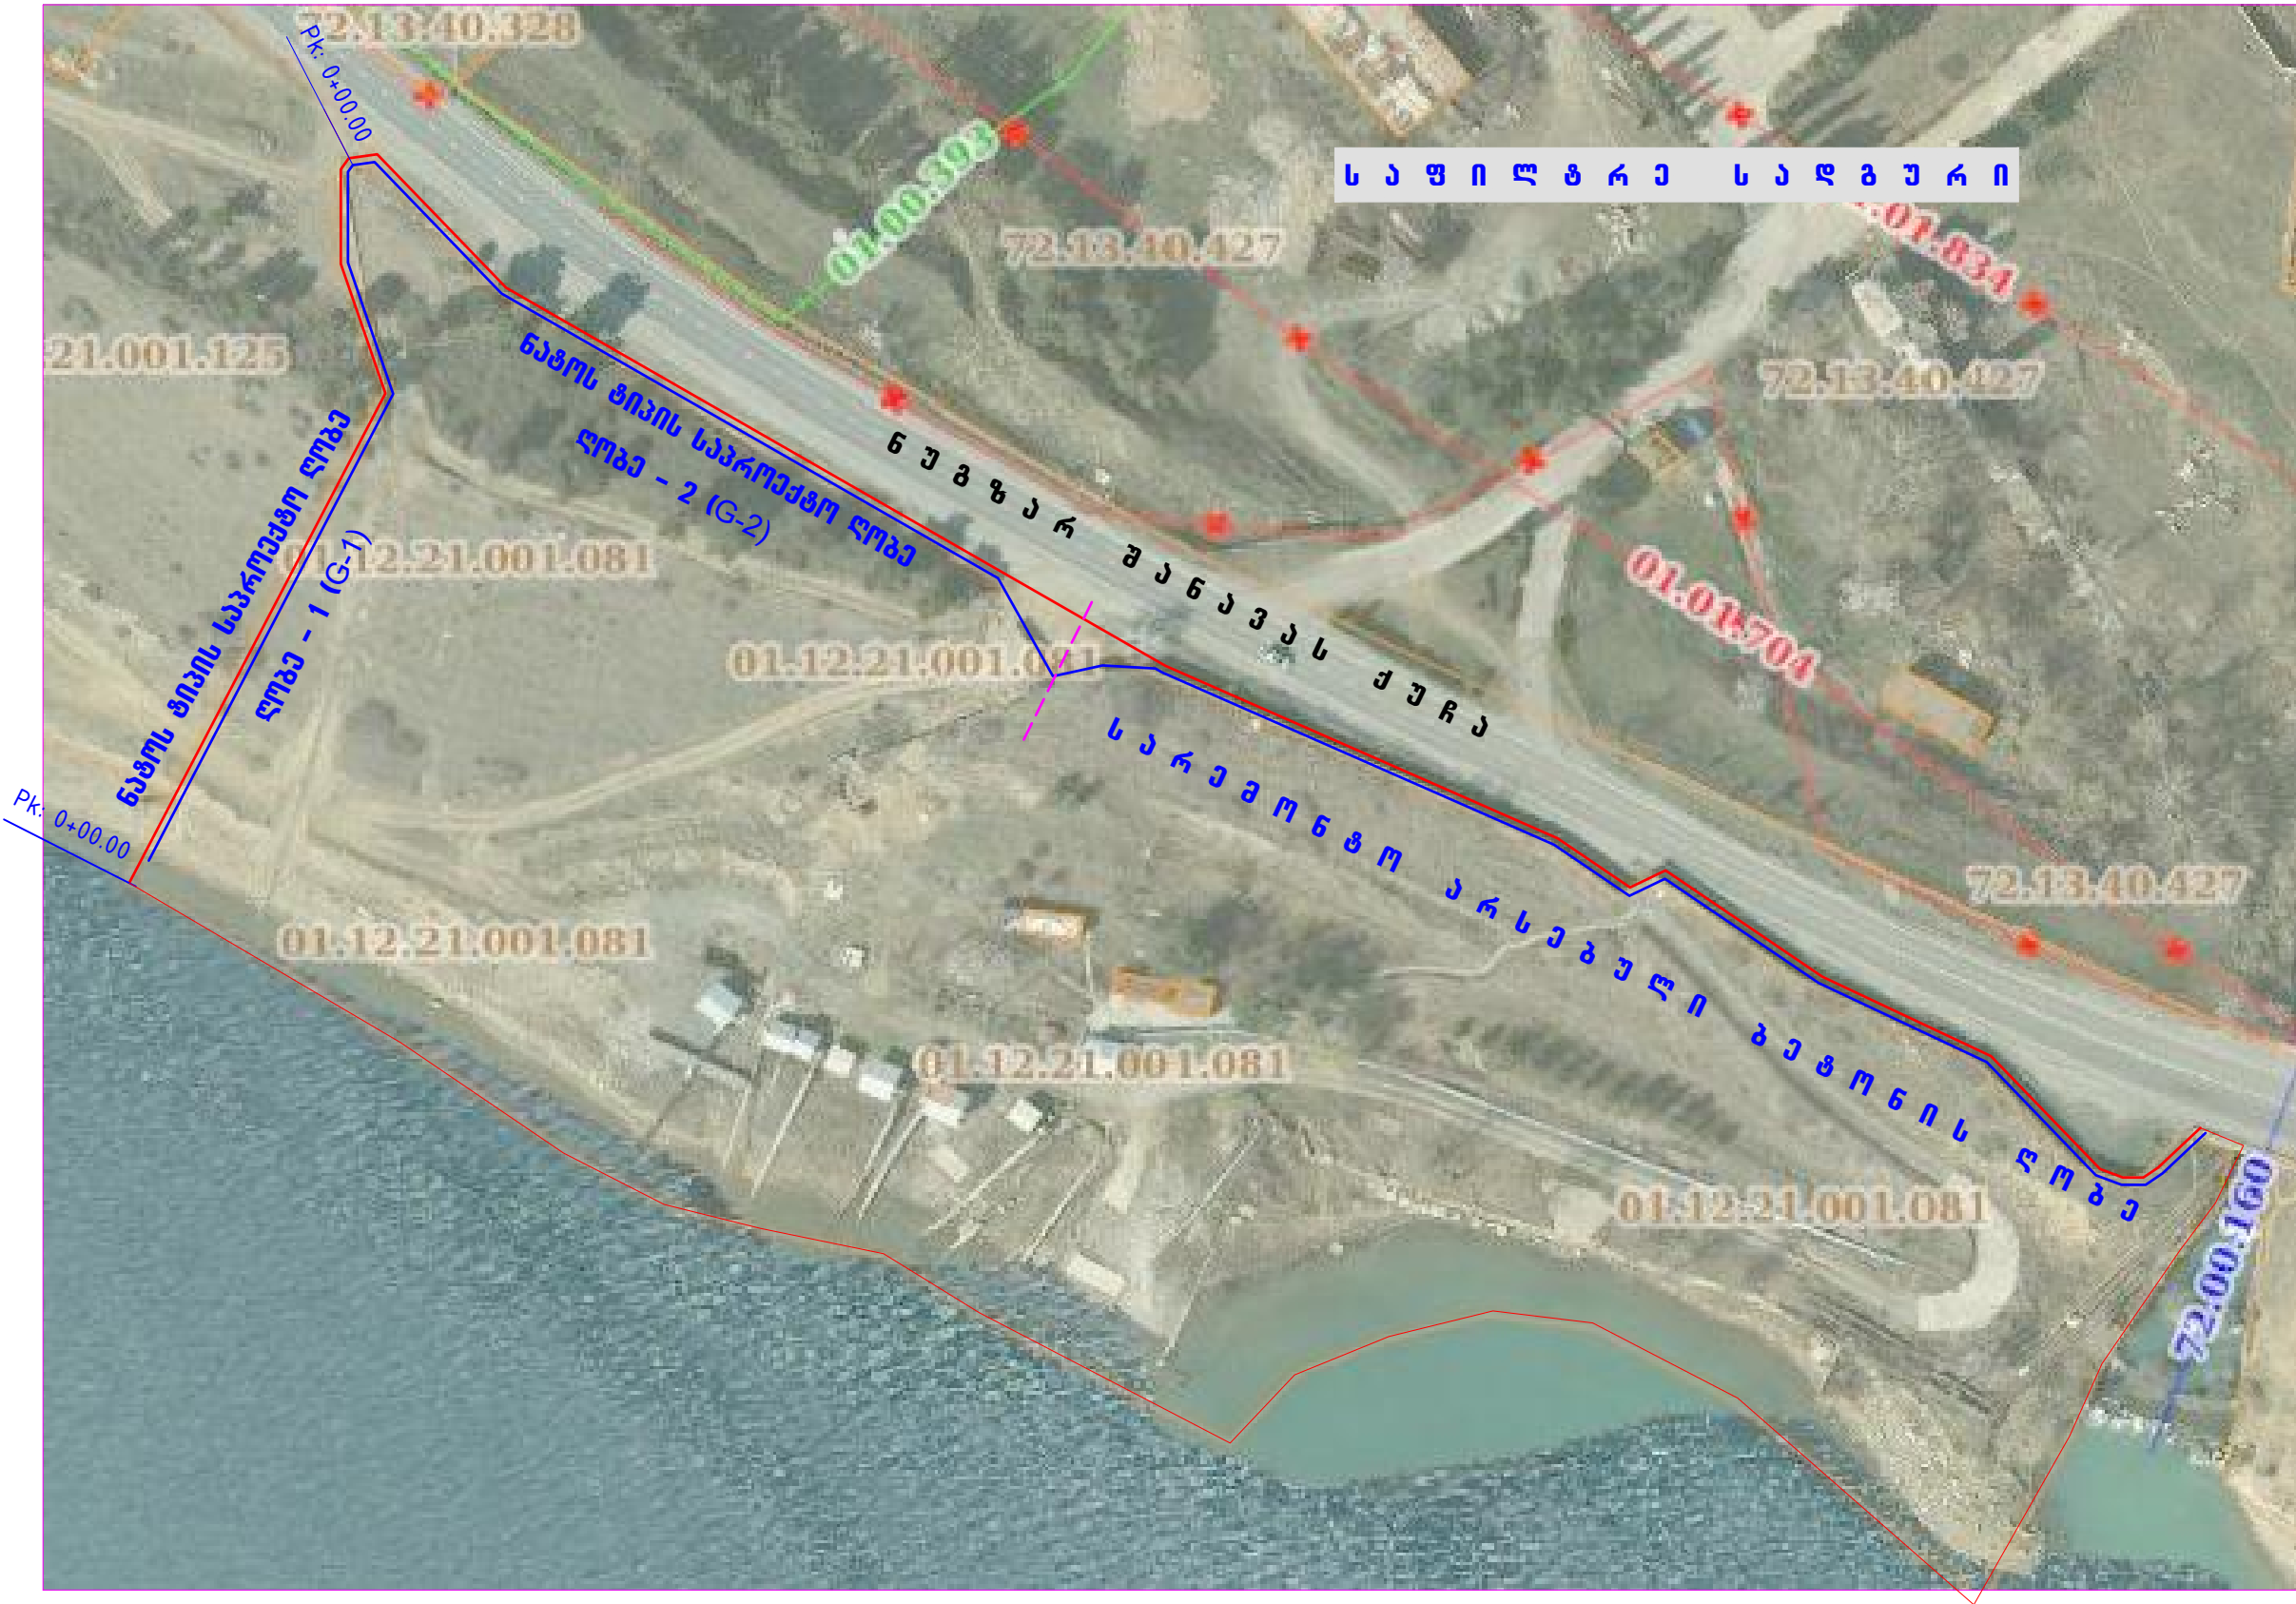 72.13.40.328
Pk: 0+00.00
01.00.393
საფილტრე სადგური
72.13.40.427
.01.834
21.001.125
ნატოს ტიპის საპროექტო ღობე
ღობე - 2 (G-2)
72.13.40.427
ნუგზარ შანავას ქუჩა
ნატოს ტიპის საპროექტო ღობე
ღობე - 1 (G-1)
01.12.21.001.081
01.01.704
01.12.21.001.081
სარემონტო არსებული ბეტონის ღობე
Pk: 0+00.00
72.13.40.427
01.12.21.001.081
01.12.21.001.081
01.12.21.001.081
72.00.160